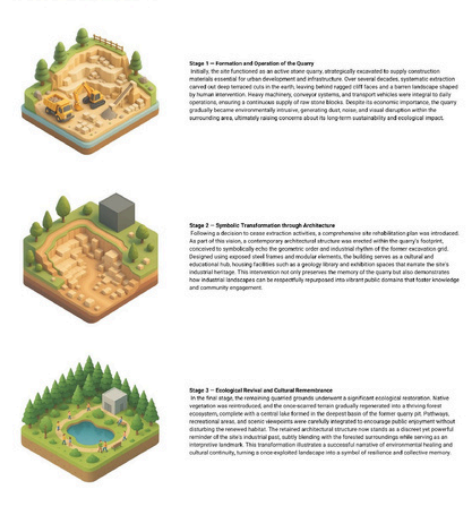 Stage 1 – Formation and Operation of the Quarry
Initially, the site functioned as an active stone quarry, strategically excavated to supply construction
materials essential for urban development and infrastructure. Over several decades, systematic extraction
carved out deep terraced cuts in the earth, leaving behind rugged cliff faces and a barren landscape shaped
by human intervention. Heavy machinery, conveyor systems, and transport vehicles were integral to daily
operations, ensuring a continuous supply of raw stone blocks. Despite its economic importance, the quarry
gradually became environmentally intrusive, generating dust, noise, and visual disruption within the
surrounding area, ultimately raising concerns about its long-term sustainability and ecological impact.
Stage 2 – Symbolic Transformation through Architecture
Following a decision to cease extraction activities, a comprehensive site rehabilitation plan was introduced.
As part of this vision, a contemporary architectural structure was erected within the quarry's footprint,
conceived to symbolically echo the geometric order and industrial rhythm of the former excavation grid.
Designed using exposed steel frames and modular elements, the building serves as a cultural and
educational hub, housing facilities such as a geology library and exhibition spaces that narrate the site's
industrial heritage. This intervention not only preserves the memory of the quarry but also demonstrates
how industrial landscapes can be respectfully repurposed into vibrant public domains that foster knowledge
and community engagement.
Stage 3 – Ecological Revival and Cultural Remembrance
In the final stage, the remaining quarried grounds underwent a significant ecological restoration. Native
vegetation was reintroduced, and the once-scarred terrain gradually regenerated into a thriving forest
ecosystem, complete with a central lake formed in the deepest basin of the former quarry pit. Pathways,
recreational areas, and scenic viewpoints were carefully integrated to encourage public enjoyment without
disturbing the renewed habitat. The retained architectural structure now stands as a discreet yet powerful
reminder of the site's industrial past, subtly blending with the forested surroundings while serving as an
interpretive landmark. This transformation illustrates a successful narrative of environmental healing and
cultural continuity, turning a once-exploited landscape into a symbol of resilience and collective memory.